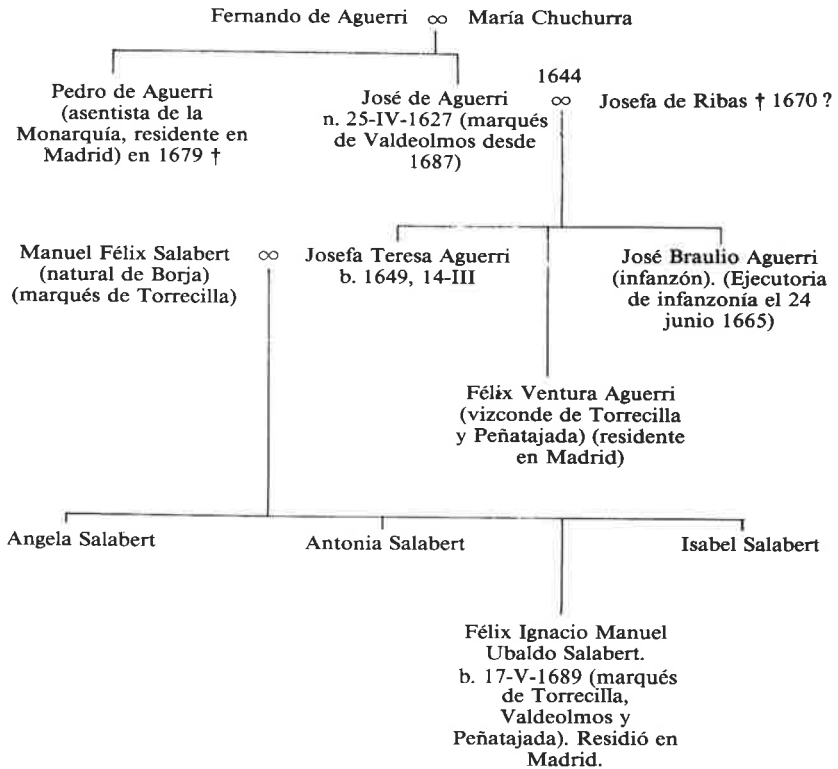 Fernando de Aguerri ∞ María Chuchurra
Pedro de Aguerri
(asentista de la
Monarquía, residente en
Madrid) en 1679 †
José de Aguerri
n. 25-IV-1627 (marqués
de Valdeolmos desde
1687)
1644
∞
Josefa de Ribas † 1670 ?
Manuel Félix Salabert
(natural de Borja)
(marqués de Torrecilla)
∞
Josefa Teresa Aguerri
b. 1649, 14-III
José Braulio Aguerri
(infanzón). (Ejecutoria
de infanzonía el 24
junio 1665)
Félix Ventura Aguerri
(vizconde de Torrecilla
y Peñatajada) (residente
en Madrid)
Angela Salabert
Antonia Salabert
Isabel Salabert
Félix Ignacio Manuel
Ubaldo Salabert.
b. 17-V-1689 (marqués
de Torrecilla,
Valdeolmos y
Peñatajada). Residió en
Madrid.